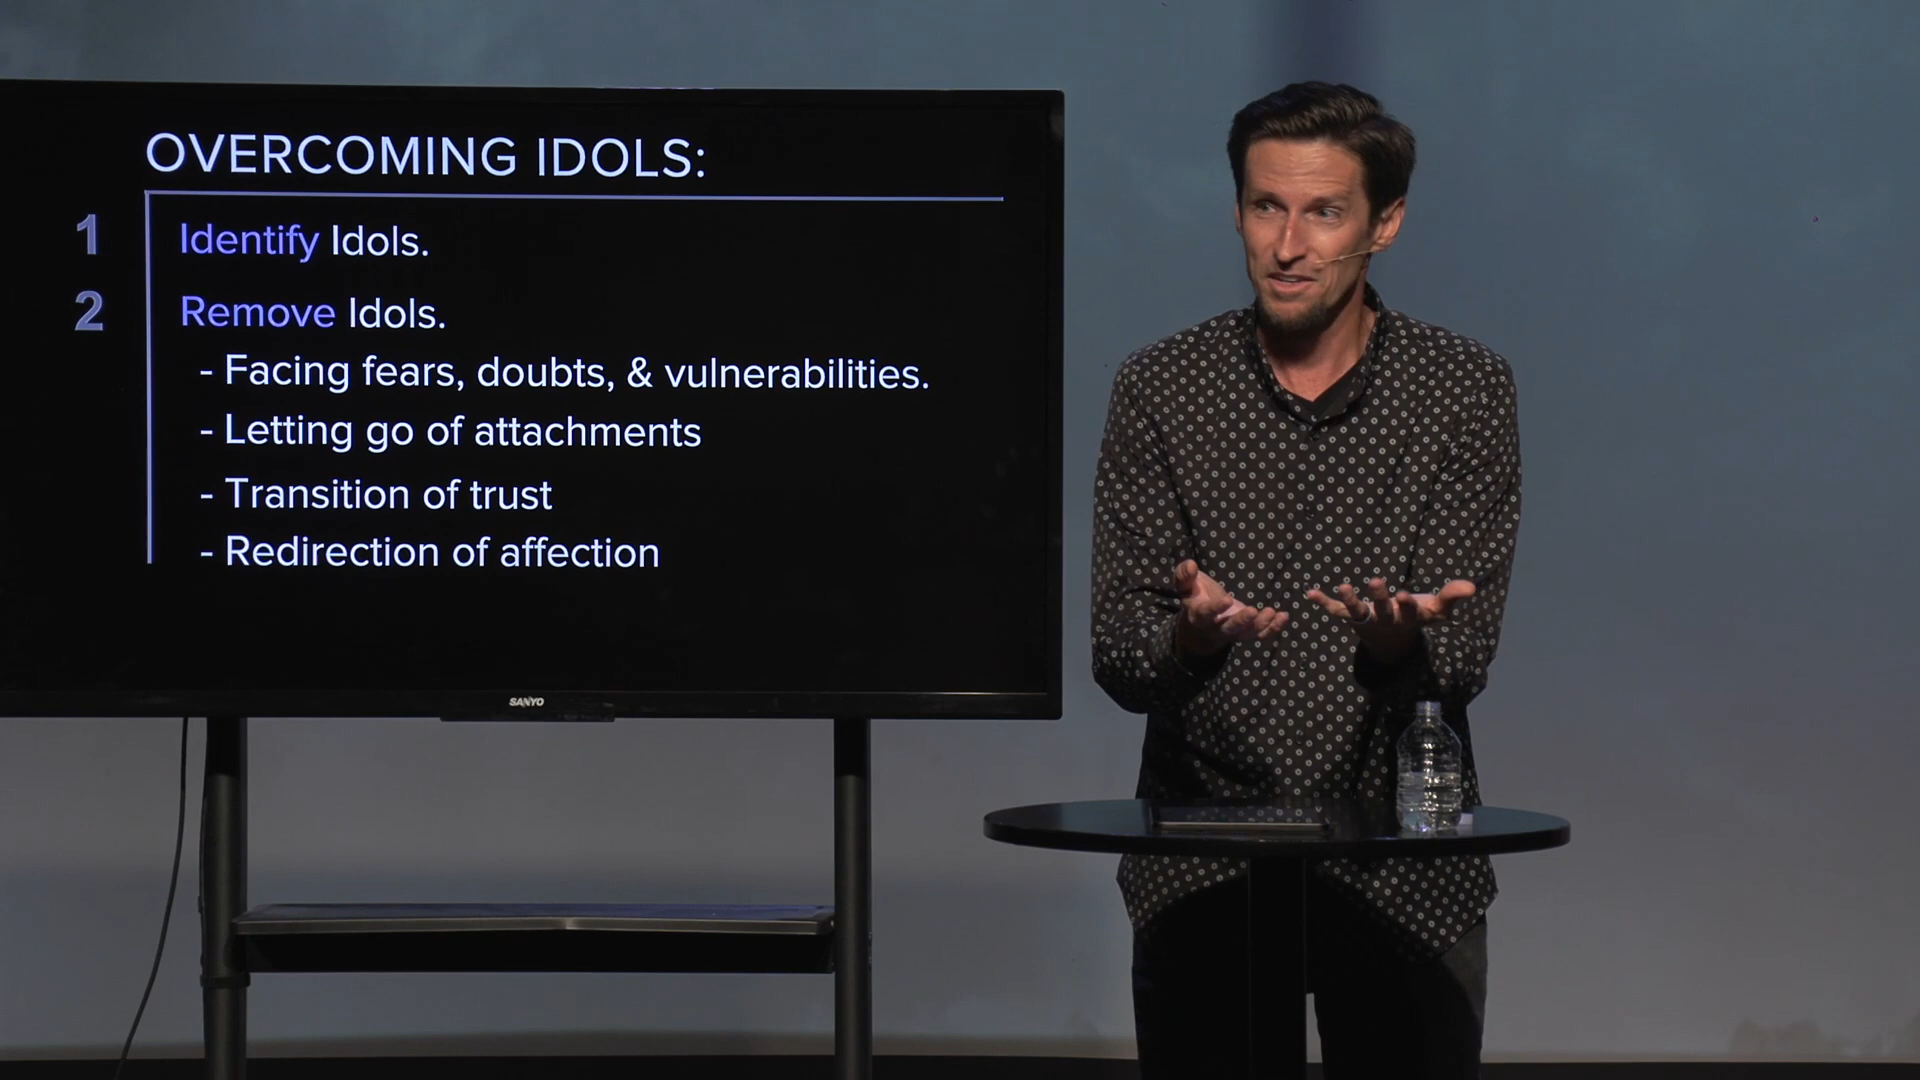 OVERCOMING IDOLS:
1 Identify Idols.
2 Remove Idols.
- Facing fears, doubts, & vulnerabilities.
- Letting go of attachments
- Transition of trust
- Redirection of affection
SANYO